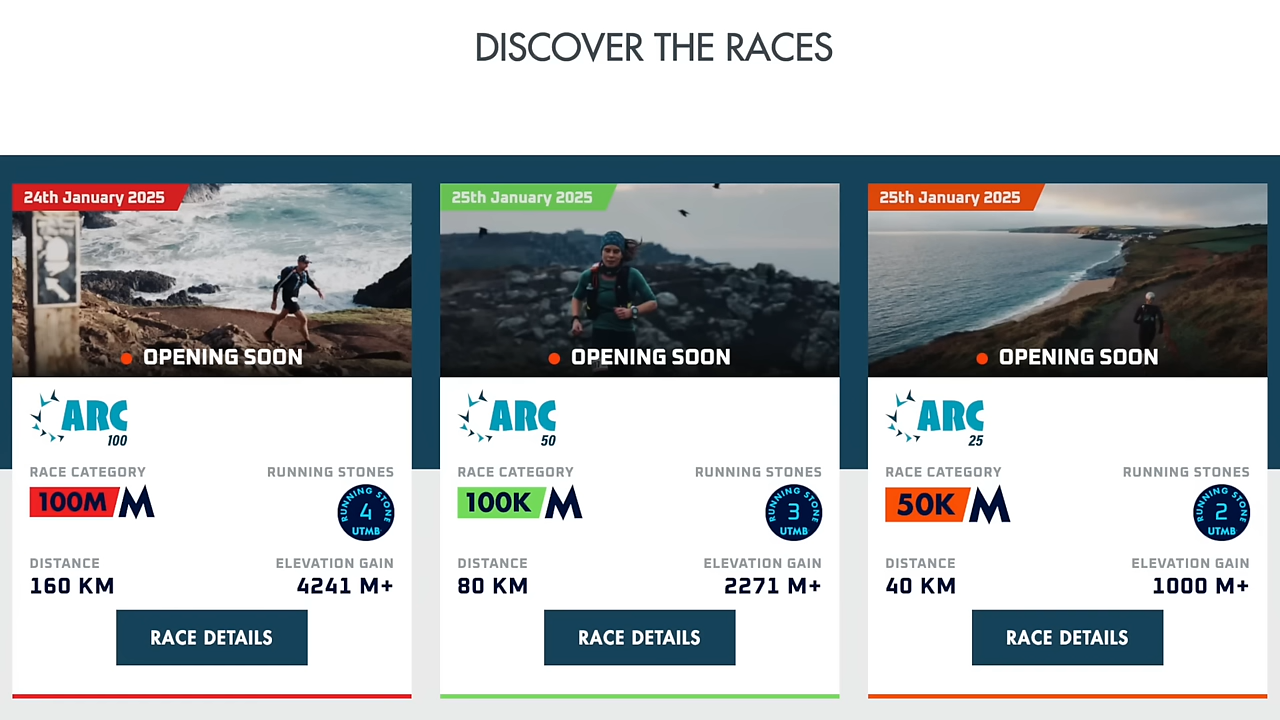 DISCOVER THE RACES
24th January 2025
OPENING SOON
ARC
100
RACE CATEGORY
RUNNING STONES
100M
RUNNING STONE
4
UTMB
DISTANCE
ELEVATION GAIN
160 KM
4241 M+
RACE DETAILS
25th January 2025
OPENING SOON
ARC
50
RACE CATEGORY
RUNNING STONES
100K
RUNNING STONE
3
UTMB
DISTANCE
ELEVATION GAIN
80 KM
2271 M+
RACE DETAILS
25th January 2025
OPENING SOON
ARC
25
RACE CATEGORY
RUNNING STONES
50K
RUNNING STONE
2
UTMB
DISTANCE
ELEVATION GAIN
40 KM
1000 M+
RACE DETAILS